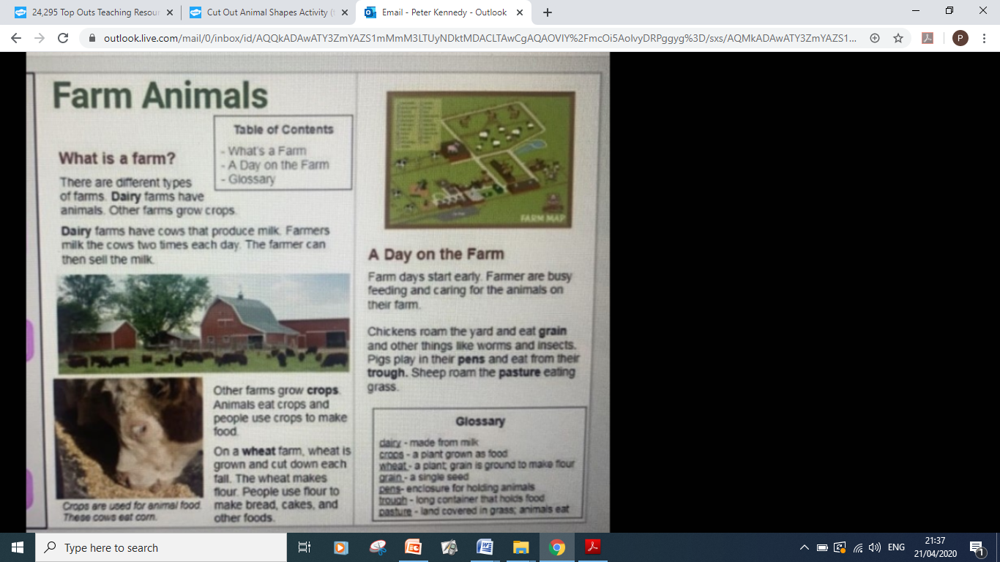 24,295 Top Outs Teaching Resour
Cut Out Animal Shapes Activity (t
Email - Peter Kennedy - Outlook
outlook.live.com/mail/0/inbox/id/AQQkADAwATY3ZmYAZS1mMmM3LTUyNDktMDACLTAwCgAQAOVIY%2FmcOi5AolvyDRPggyg%3D/sxs/AQMkADAwATY3ZmYAZS1...
P
Farm Animals
Table of Contents
- What's a Farm
- A Day on the Farm
- Glossary
What is a farm?
There are different types
of farms. Dairy farms have
animals. Other farms grow crops.
Dairy farms have cows that produce milk. Farmers
milk the cows two times each day. The farmer can
then sell the milk.
Other farms grow crops.
Animals eat crops and
people use crops to make
food.
On a wheat farm, wheat is
grown and cut down each
fall. The wheat makes
flour. People use flour to
make bread, cakes, and
other foods.
Crops are used for animal food.
These cows eat corn.
FARM MAP
A Day on the Farm
Farm days start early. Farmer are busy
feeding and caring for the animals on
their farm.
Chickens roam the yard and eat grain
and other things like worms and insects.
Pigs play in their pens and eat from their
trough. Sheep roam the pasture eating
grass.
Glossary
dairy - made from milk
crops - a plant grown as food
wheat - a plant; grain is ground to make flour
grain - a single seed
pens- enclosure for holding animals
trough - long container that holds food
pasture - land covered in grass; animals eat
Type here to search
ENG
21:37
21/04/2020
1